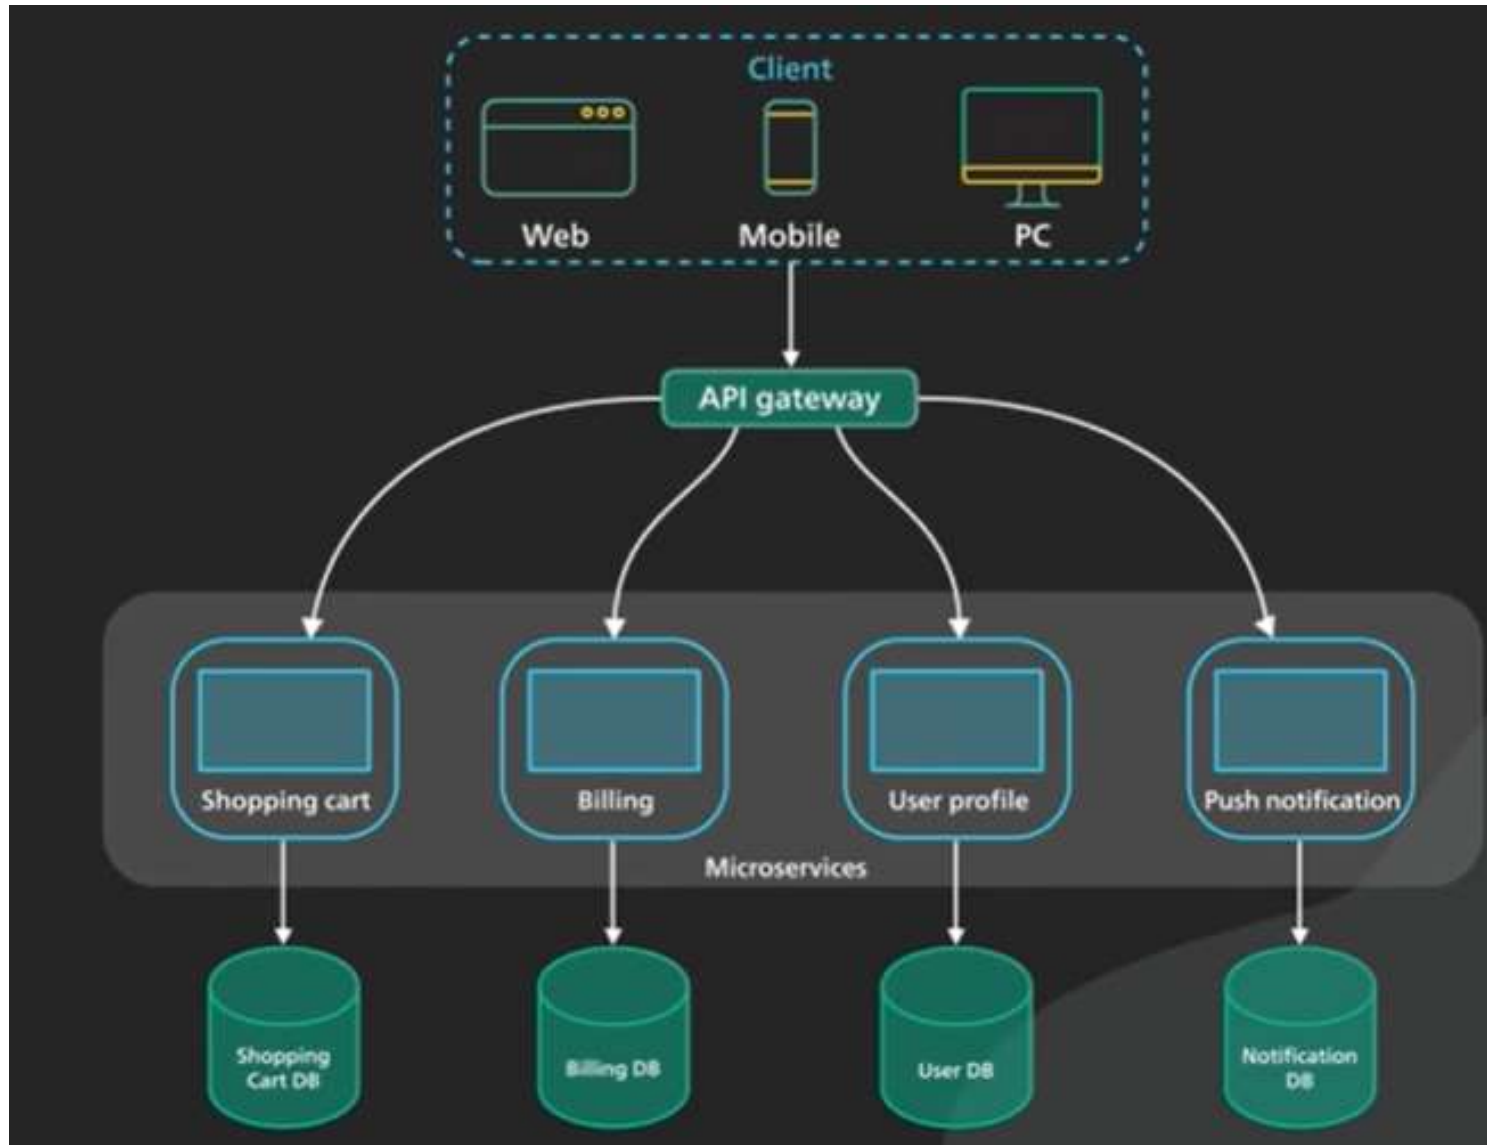 Client
Web
Mobile
PC
API gateway
Shopping cart
Billing
User profile
Push notification
Microservices
Shopping
Cart DB
Billing DB
User DB
Notification
DB